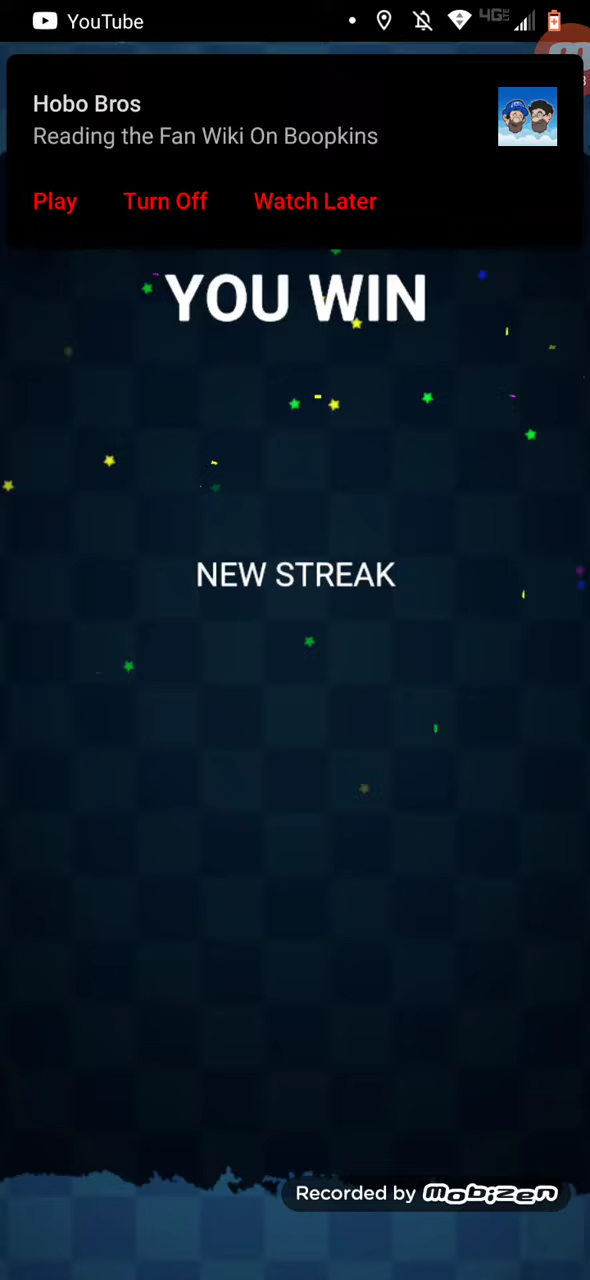 YouTube
4G
Hobo Bros
Reading the Fan Wiki On Boopkins
Play Turn Off Watch Later
YOU WIN
NEW STREAK
Recorded by mobizen